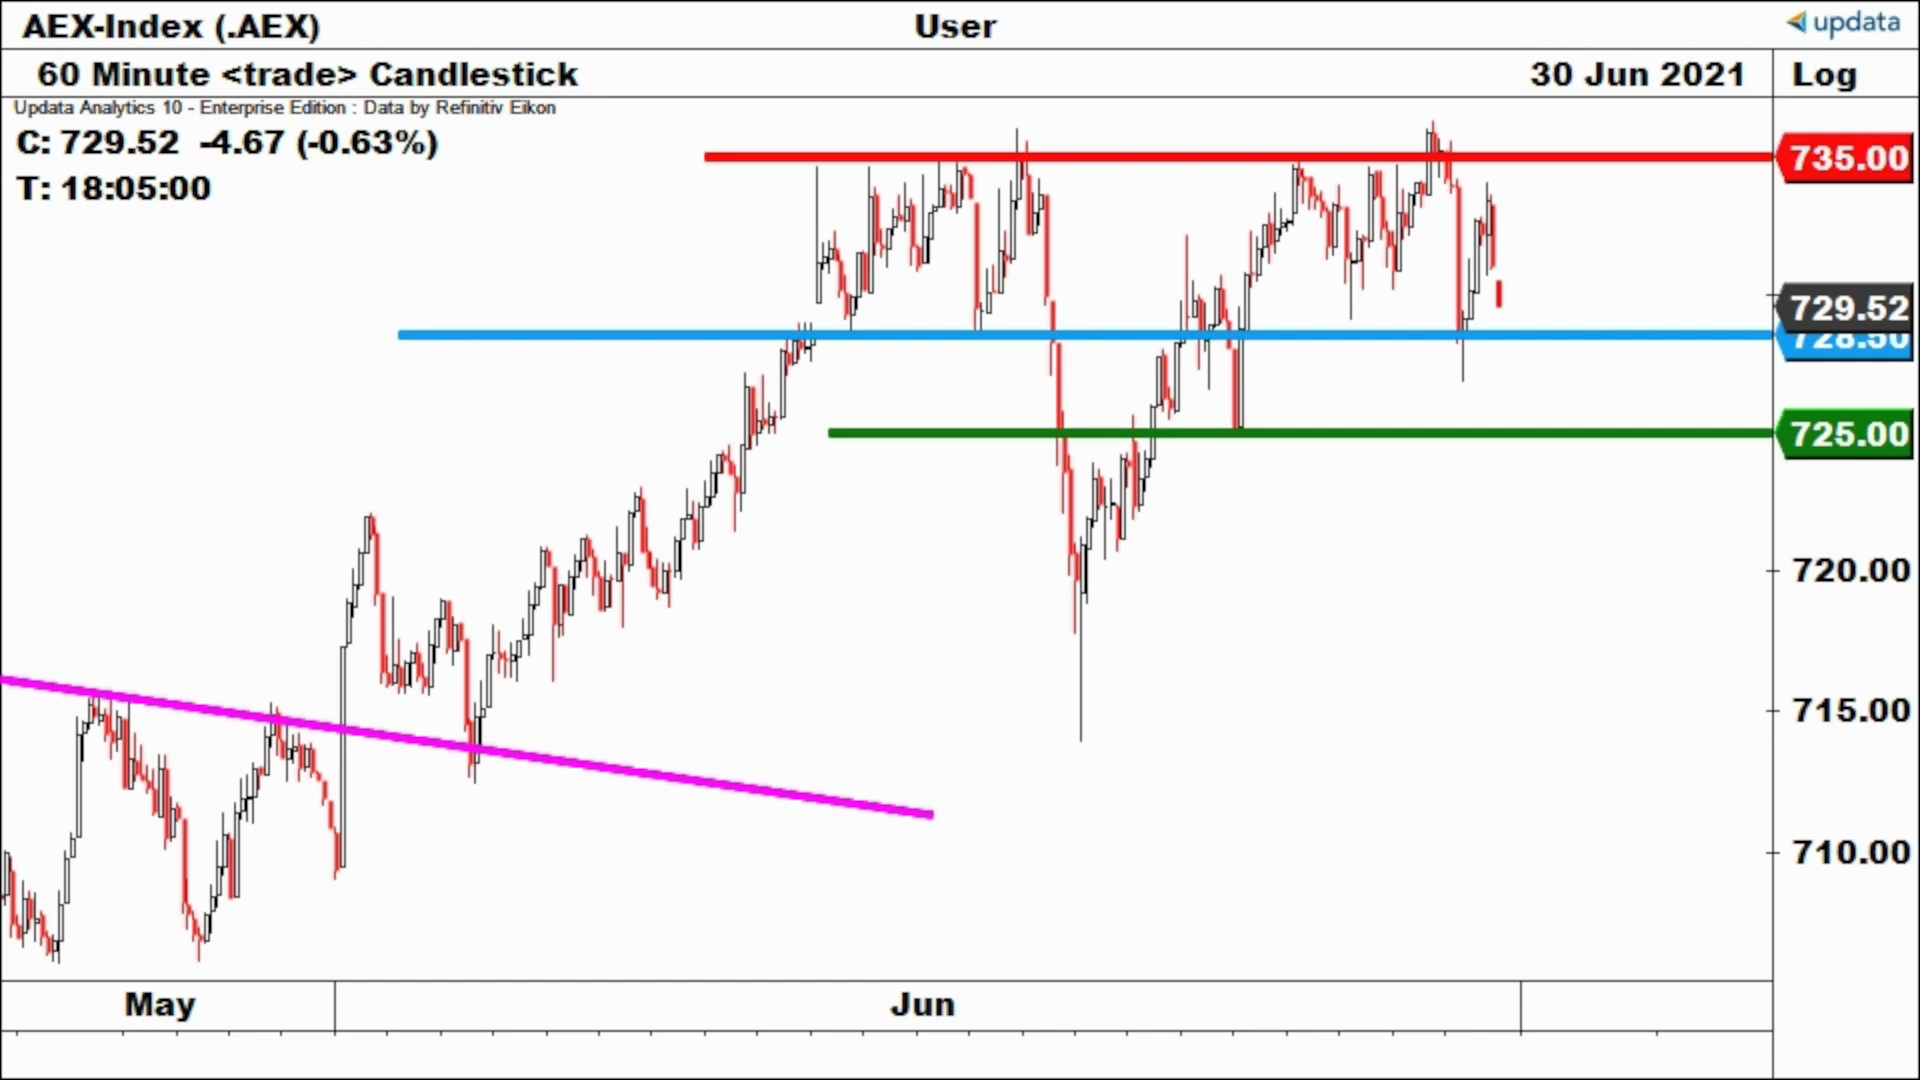 AEX-Index (.AEX) User updata
60 Minute <trade> Candlestick 30 Jun 2021 Log
Updata Analytics 10 - Enterprise Edition : Data by Refinitiv Eikon
C: 729.52 -4.67 (-0.63%)
T: 18:05:00
735.00
729.52
728.50
725.00
720.00
715.00
710.00
May Jun